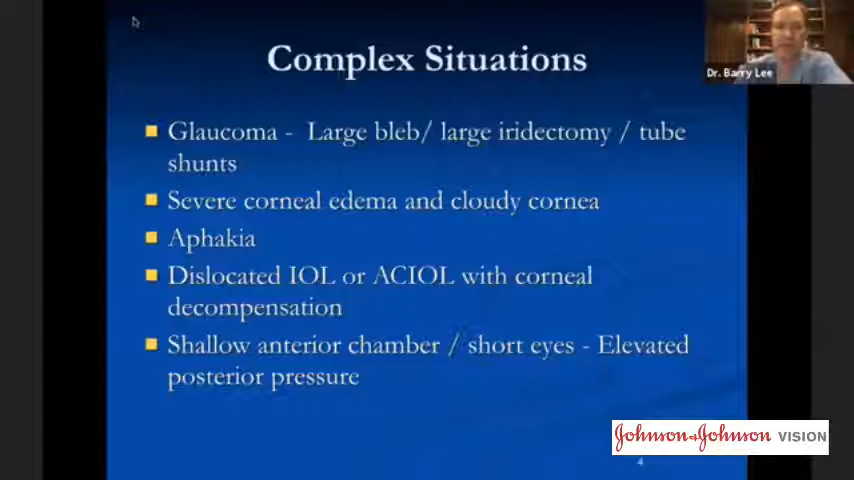 Complex Situations
Dr. Barry Lee
Glaucoma - Large bleb/ large iridectomy / tube
shunts
Severe corneal edema and cloudy cornea
Aphakia
Dislocated IOL or ACIOL with corneal
decompensation
Shallow anterior chamber / short eyes - Elevated
posterior pressure
Johnson & Johnson VISION
4